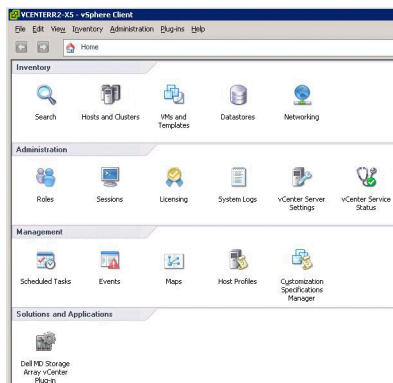 VCENTERR2-X5 - vSphere Client
File Edit View Inventory Administration Plug-ins Help
Home
Inventory
Search
Hosts and Clusters
VMs and
Templates
Datastores
Networking
Administration
Roles
Sessions
Licensing
System Logs
vCenter Server
Settings
vCenter Service
Status
Management
Scheduled Tasks
Events
Maps
Host Profiles
Customization
Specifications
Manager
Solutions and Applications
Dell MD Storage
Array vCenter
Plug-in